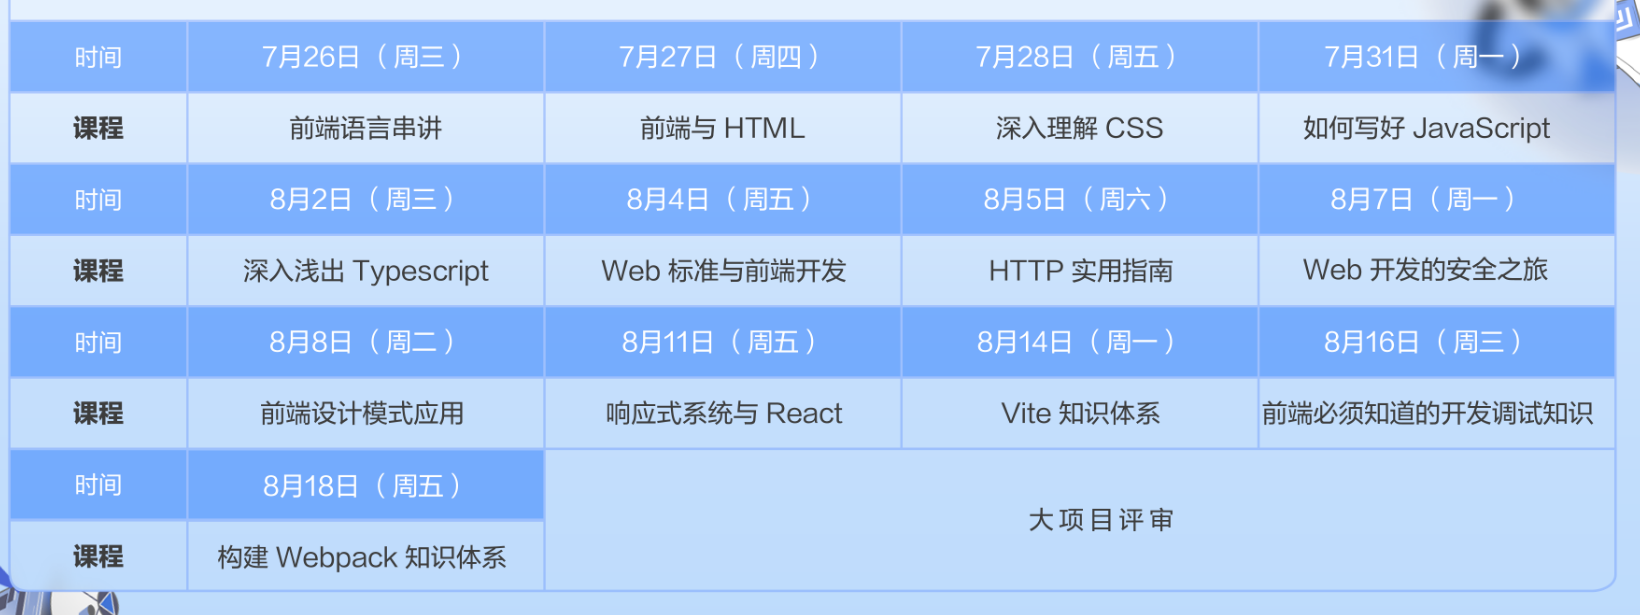 时间 7月26日（周三） 7月27日（周四） 7月28日（周五） 7月31日（周一）
课程 前端语言串讲 前端与 HTML 深入理解 CSS 如何写好 JavaScript
时间 8月2日（周三） 8月4日（周五） 8月5日（周六） 8月7日（周一）
课程 深入浅出 Typescript Web 标准与前端开发 HTTP 实用指南 Web 开发的安全之旅
时间 8月8日（周二） 8月11日（周五） 8月14日（周一） 8月16日（周三）
课程 前端设计模式应用 响应式系统与 React Vite 知识体系 前端必须知道的开发调试知识
时间 8月18日（周五）
大项目评审
课程 构建 Webpack 知识体系